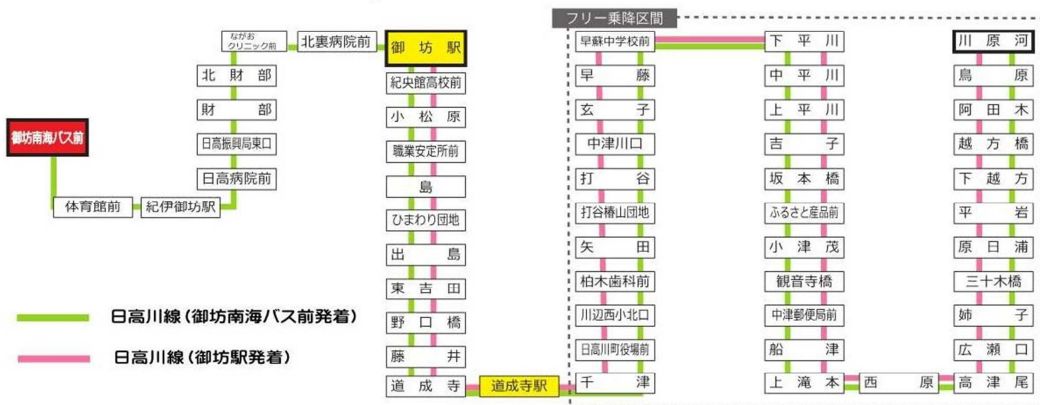 フリー乗降区間
御坊南海バス前
体育館前
紀伊御坊駅
日高病院前
日高振興局東口
財部
北財部
ながお
クリニック前
北裏病院前
御坊駅
紀央館高校前
小松原
職業安定所前
島
ひまわり団地
出島
東吉田
野口橋
藤井
道成寺
道成寺駅
千津
日高川町役場前
川辺西小北口
柏木歯科前
矢田
打谷椿山団地
打谷
中津川口
玄子
早藤
早蘇中学校前
下平川
中平川
上平川
吉子
坂本橋
ふるさと産品前
小津茂
観音寺橋
中津郵便局前
船津
上滝本
西原
高津尾
広瀬口
姉子
三十木橋
原日浦
平岩
下越方
越方橋
阿田木
鳥原
川原河
日高川線(御坊南海バス前発着)
日高川線(御坊駅発着)